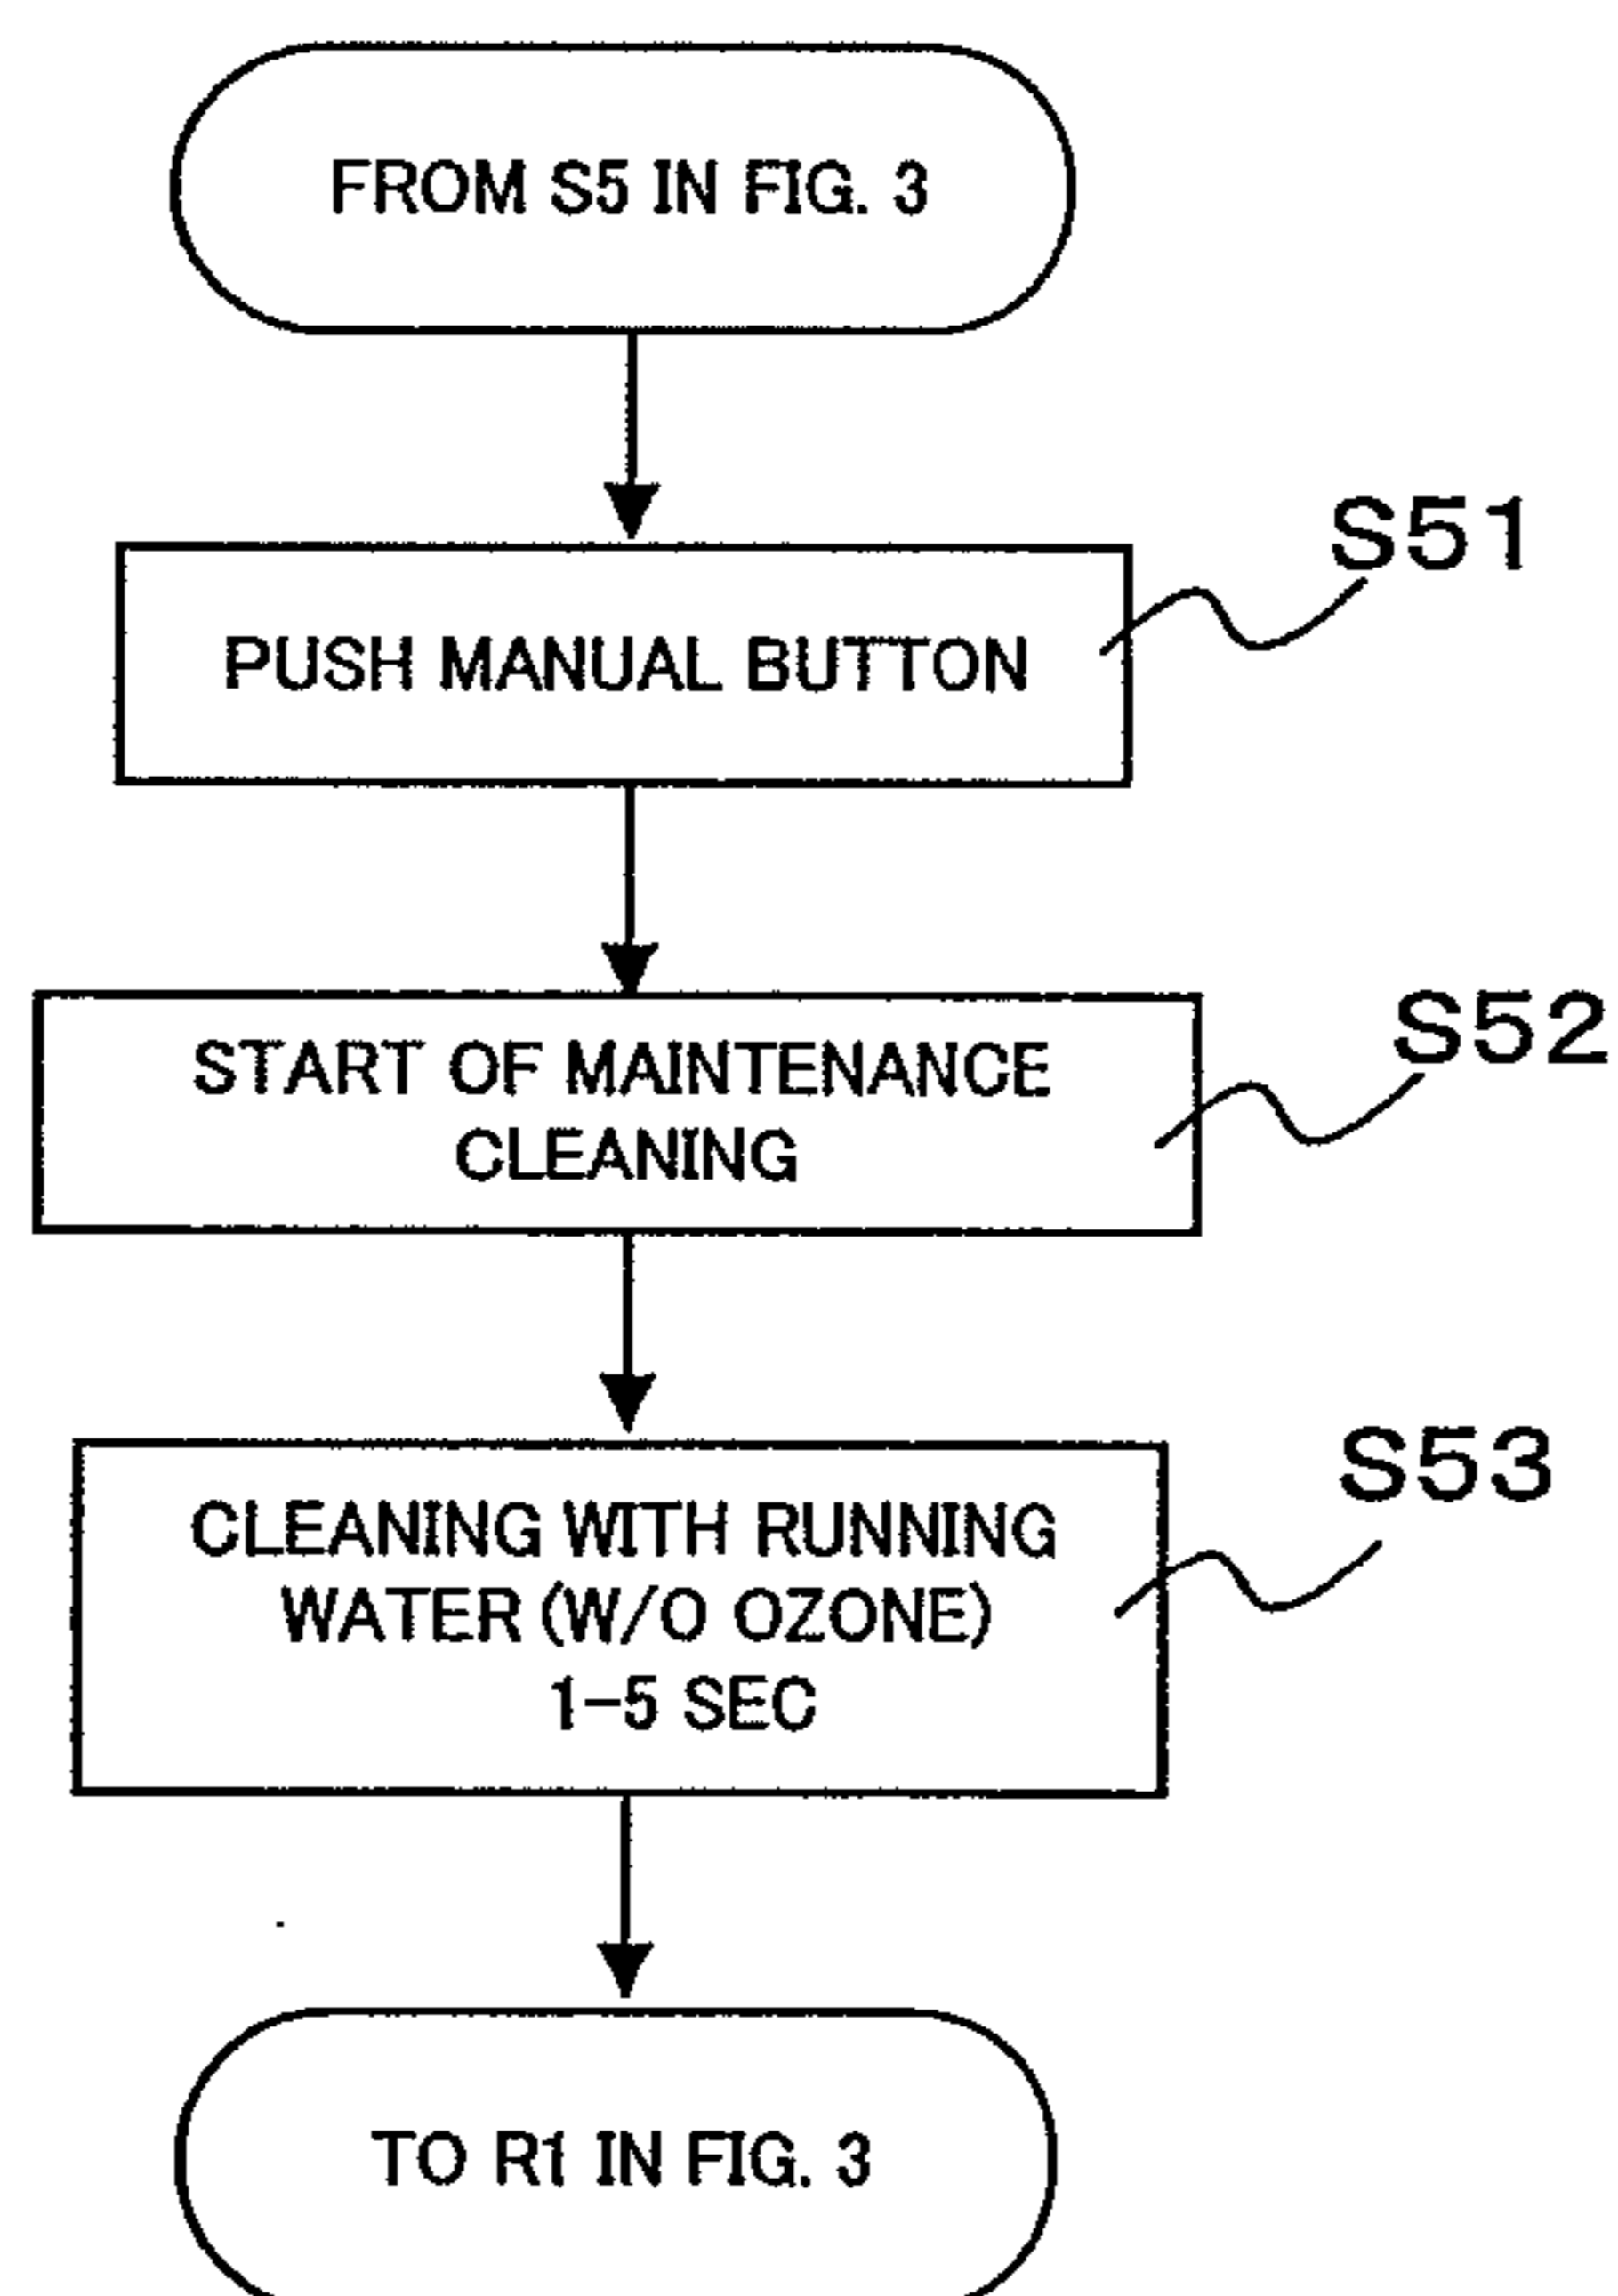 FROM S5 IN FIG. 3
S51
PUSH MANUAL BUTTON
S52
START OF MAINTENANCE
CLEANING
S53
CLEANING WITH RUNNING
WATER (W/O OZONE)
1-5 SEC
TO R1 IN FIG. 3